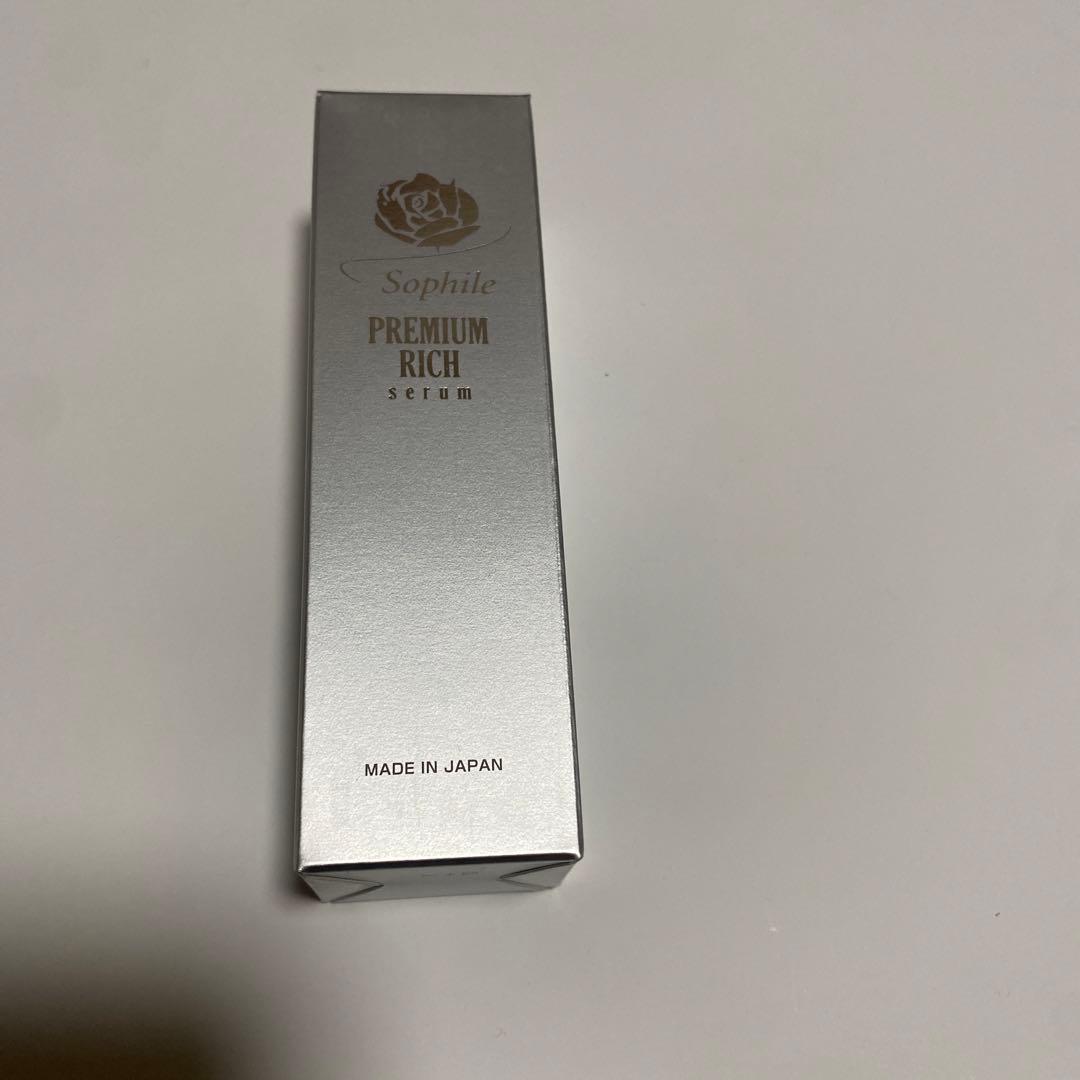 Sophile
PREMIUM
RICH
serum
MADE IN JAPAN